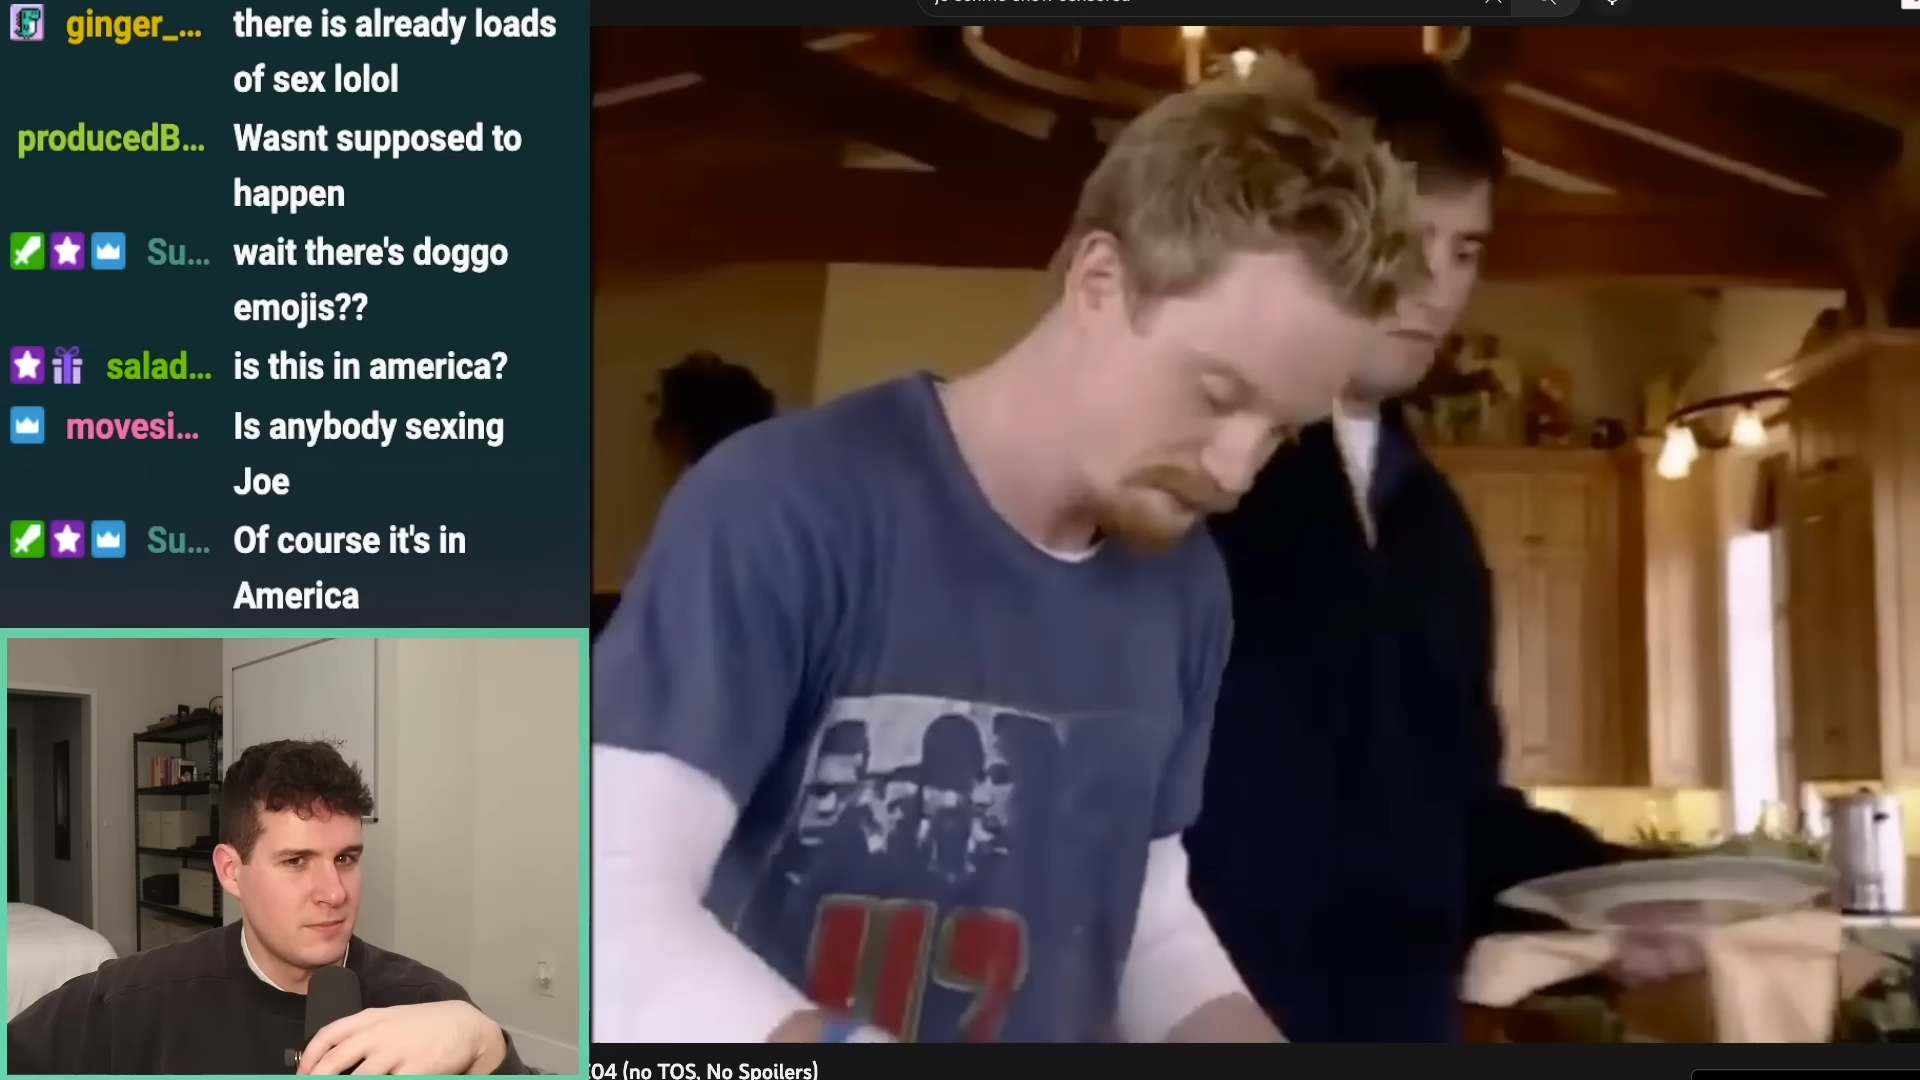 ginger_... there is already loads
of sex lolol
producedB... Wasnt supposed to
happen
Su... wait there's doggo
emojis??
salad... is this in america?
movesi... Is anybody sexing
Joe
Su... Of course it's in
America
U2
E04 (no TOS, No Spoilers)